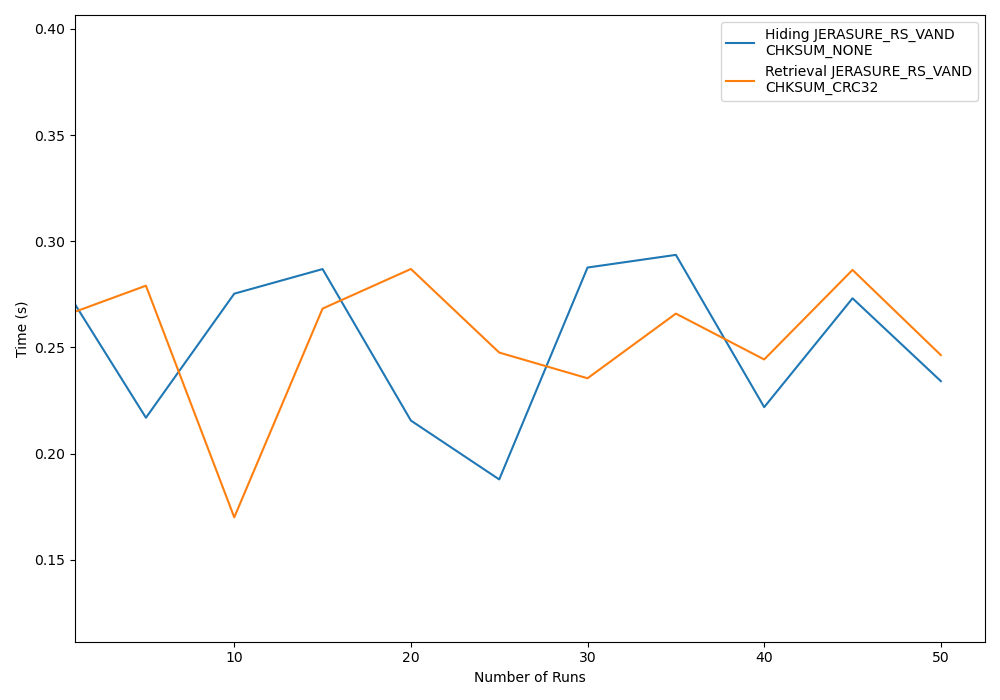 0.40
0.35
0.30
0.25
0.20
0.15
Time (s)
Hiding JERASURE_RS_VAND
CHKSUM_NONE
Retrieval JERASURE_RS_VAND
CHKSUM_CRC32
10
20
30
40
50
Number of Runs